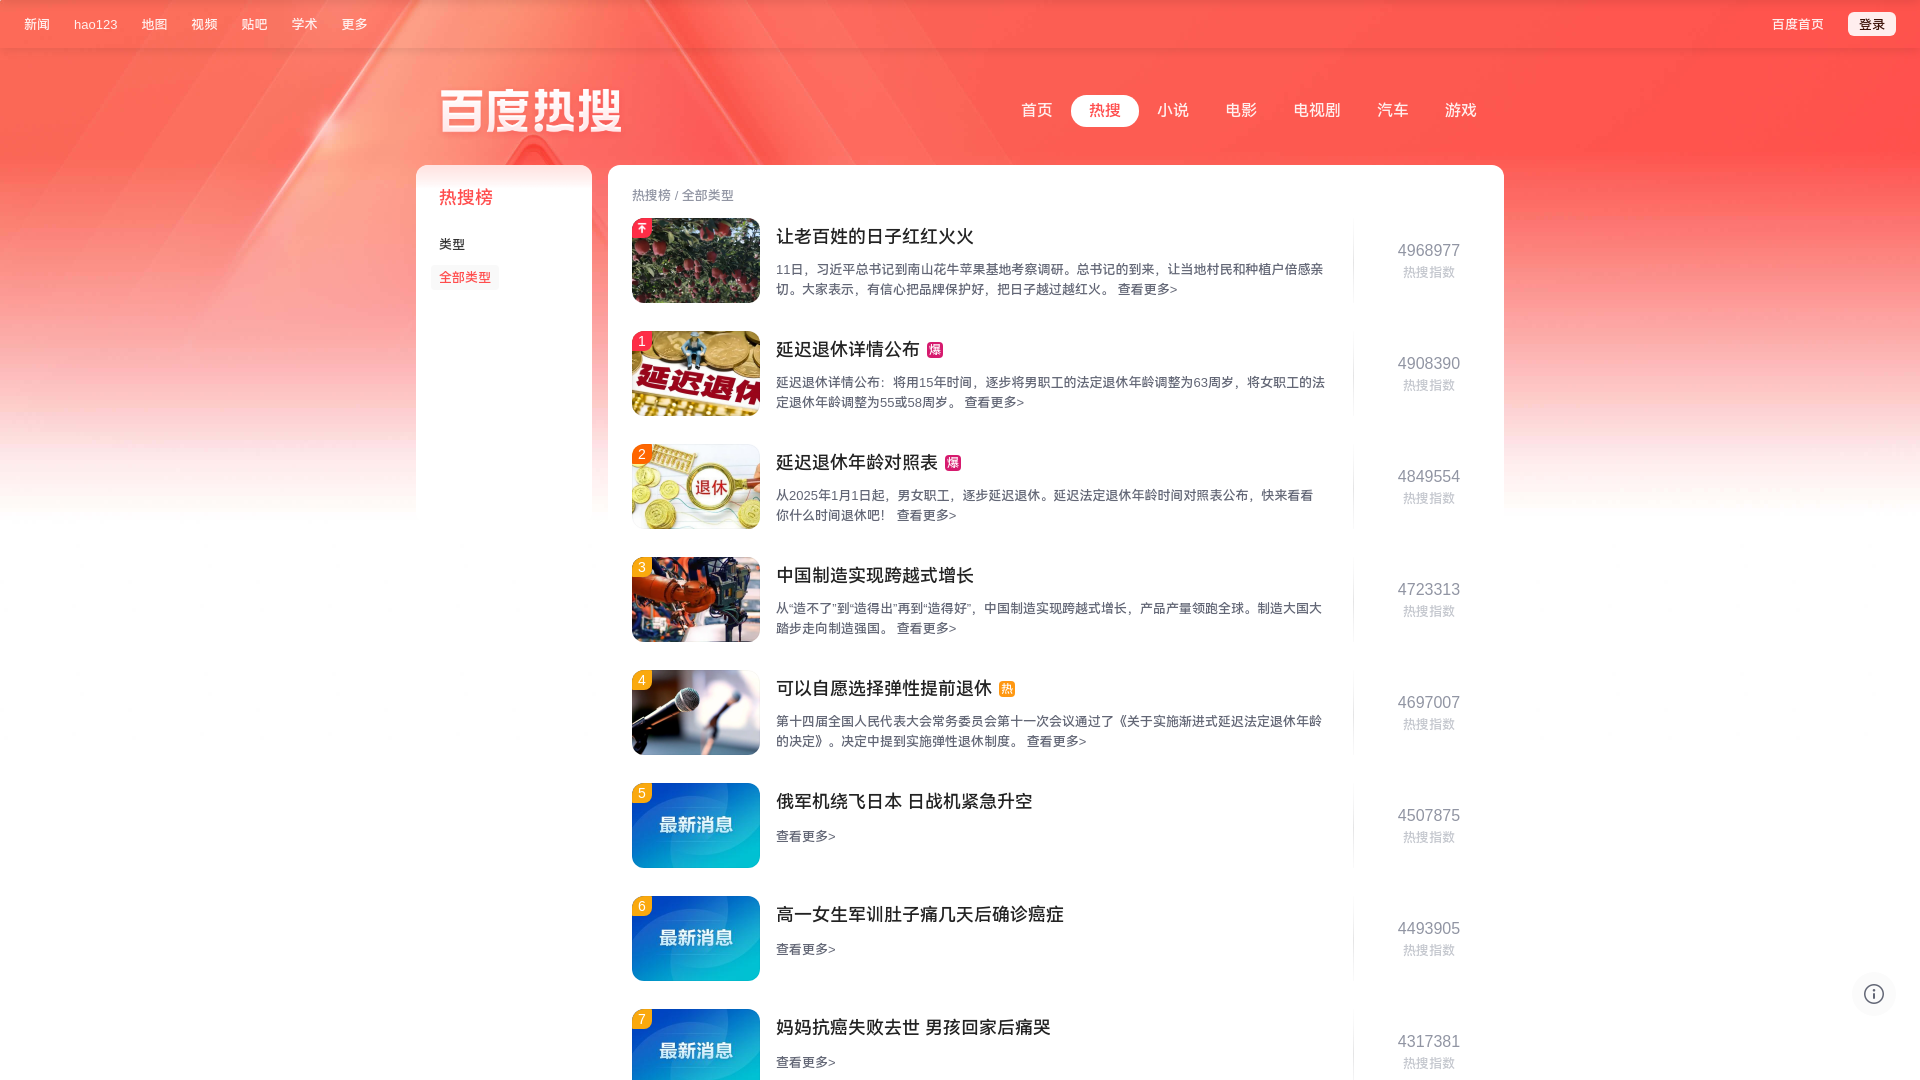 新闻 hao123 地图 视频 贴吧 学术 更多 百度首页 登录
百度热搜
首页 热搜 小说 电影 电视剧 汽车 游戏
热搜榜
类型
全部类型
热搜榜 / 全部类型
让老百姓的日子红红火火
11日，习近平总书记到南山花牛苹果基地考察调研。总书记的到来，让当地村民和种植户倍感亲
切。大家表示，有信心把品牌保护好，把日子越过越红火。 查看更多>
4968977
热搜指数
1
延迟退休
延迟退休详情公布 爆
延迟退休详情公布：将用15年时间，逐步将男职工的法定退休年龄调整为63周岁，将女职工的法
定退休年龄调整为55或58周岁。 查看更多>
4908390
热搜指数
2
退休
延迟退休年龄对照表 爆
从2025年1月1日起，男女职工，逐步延迟退休。延迟法定退休年龄时间对照表公布，快来看看
你什么时间退休吧！ 查看更多>
4849554
热搜指数
3
中国制造实现跨越式增长
从“造不了”到“造得出”再到“造得好”，中国制造实现跨越式增长，产品产量领跑全球。制造大国大
踏步走向制造强国。 查看更多>
4723313
热搜指数
4
可以自愿选择弹性提前退休 热
第十四届全国人民代表大会常务委员会第十一次会议通过了《关于实施渐进式延迟法定退休年龄
的决定》。决定中提到实施弹性退休制度。 查看更多>
4697007
热搜指数
5
最新消息
俄军机绕飞日本 日战机紧急升空
查看更多>
4507875
热搜指数
6
最新消息
高一女生军训肚子痛几天后确诊癌症
查看更多>
4493905
热搜指数
7
最新消息
妈妈抗癌失败去世 男孩回家后痛哭
查看更多>
4317381
热搜指数